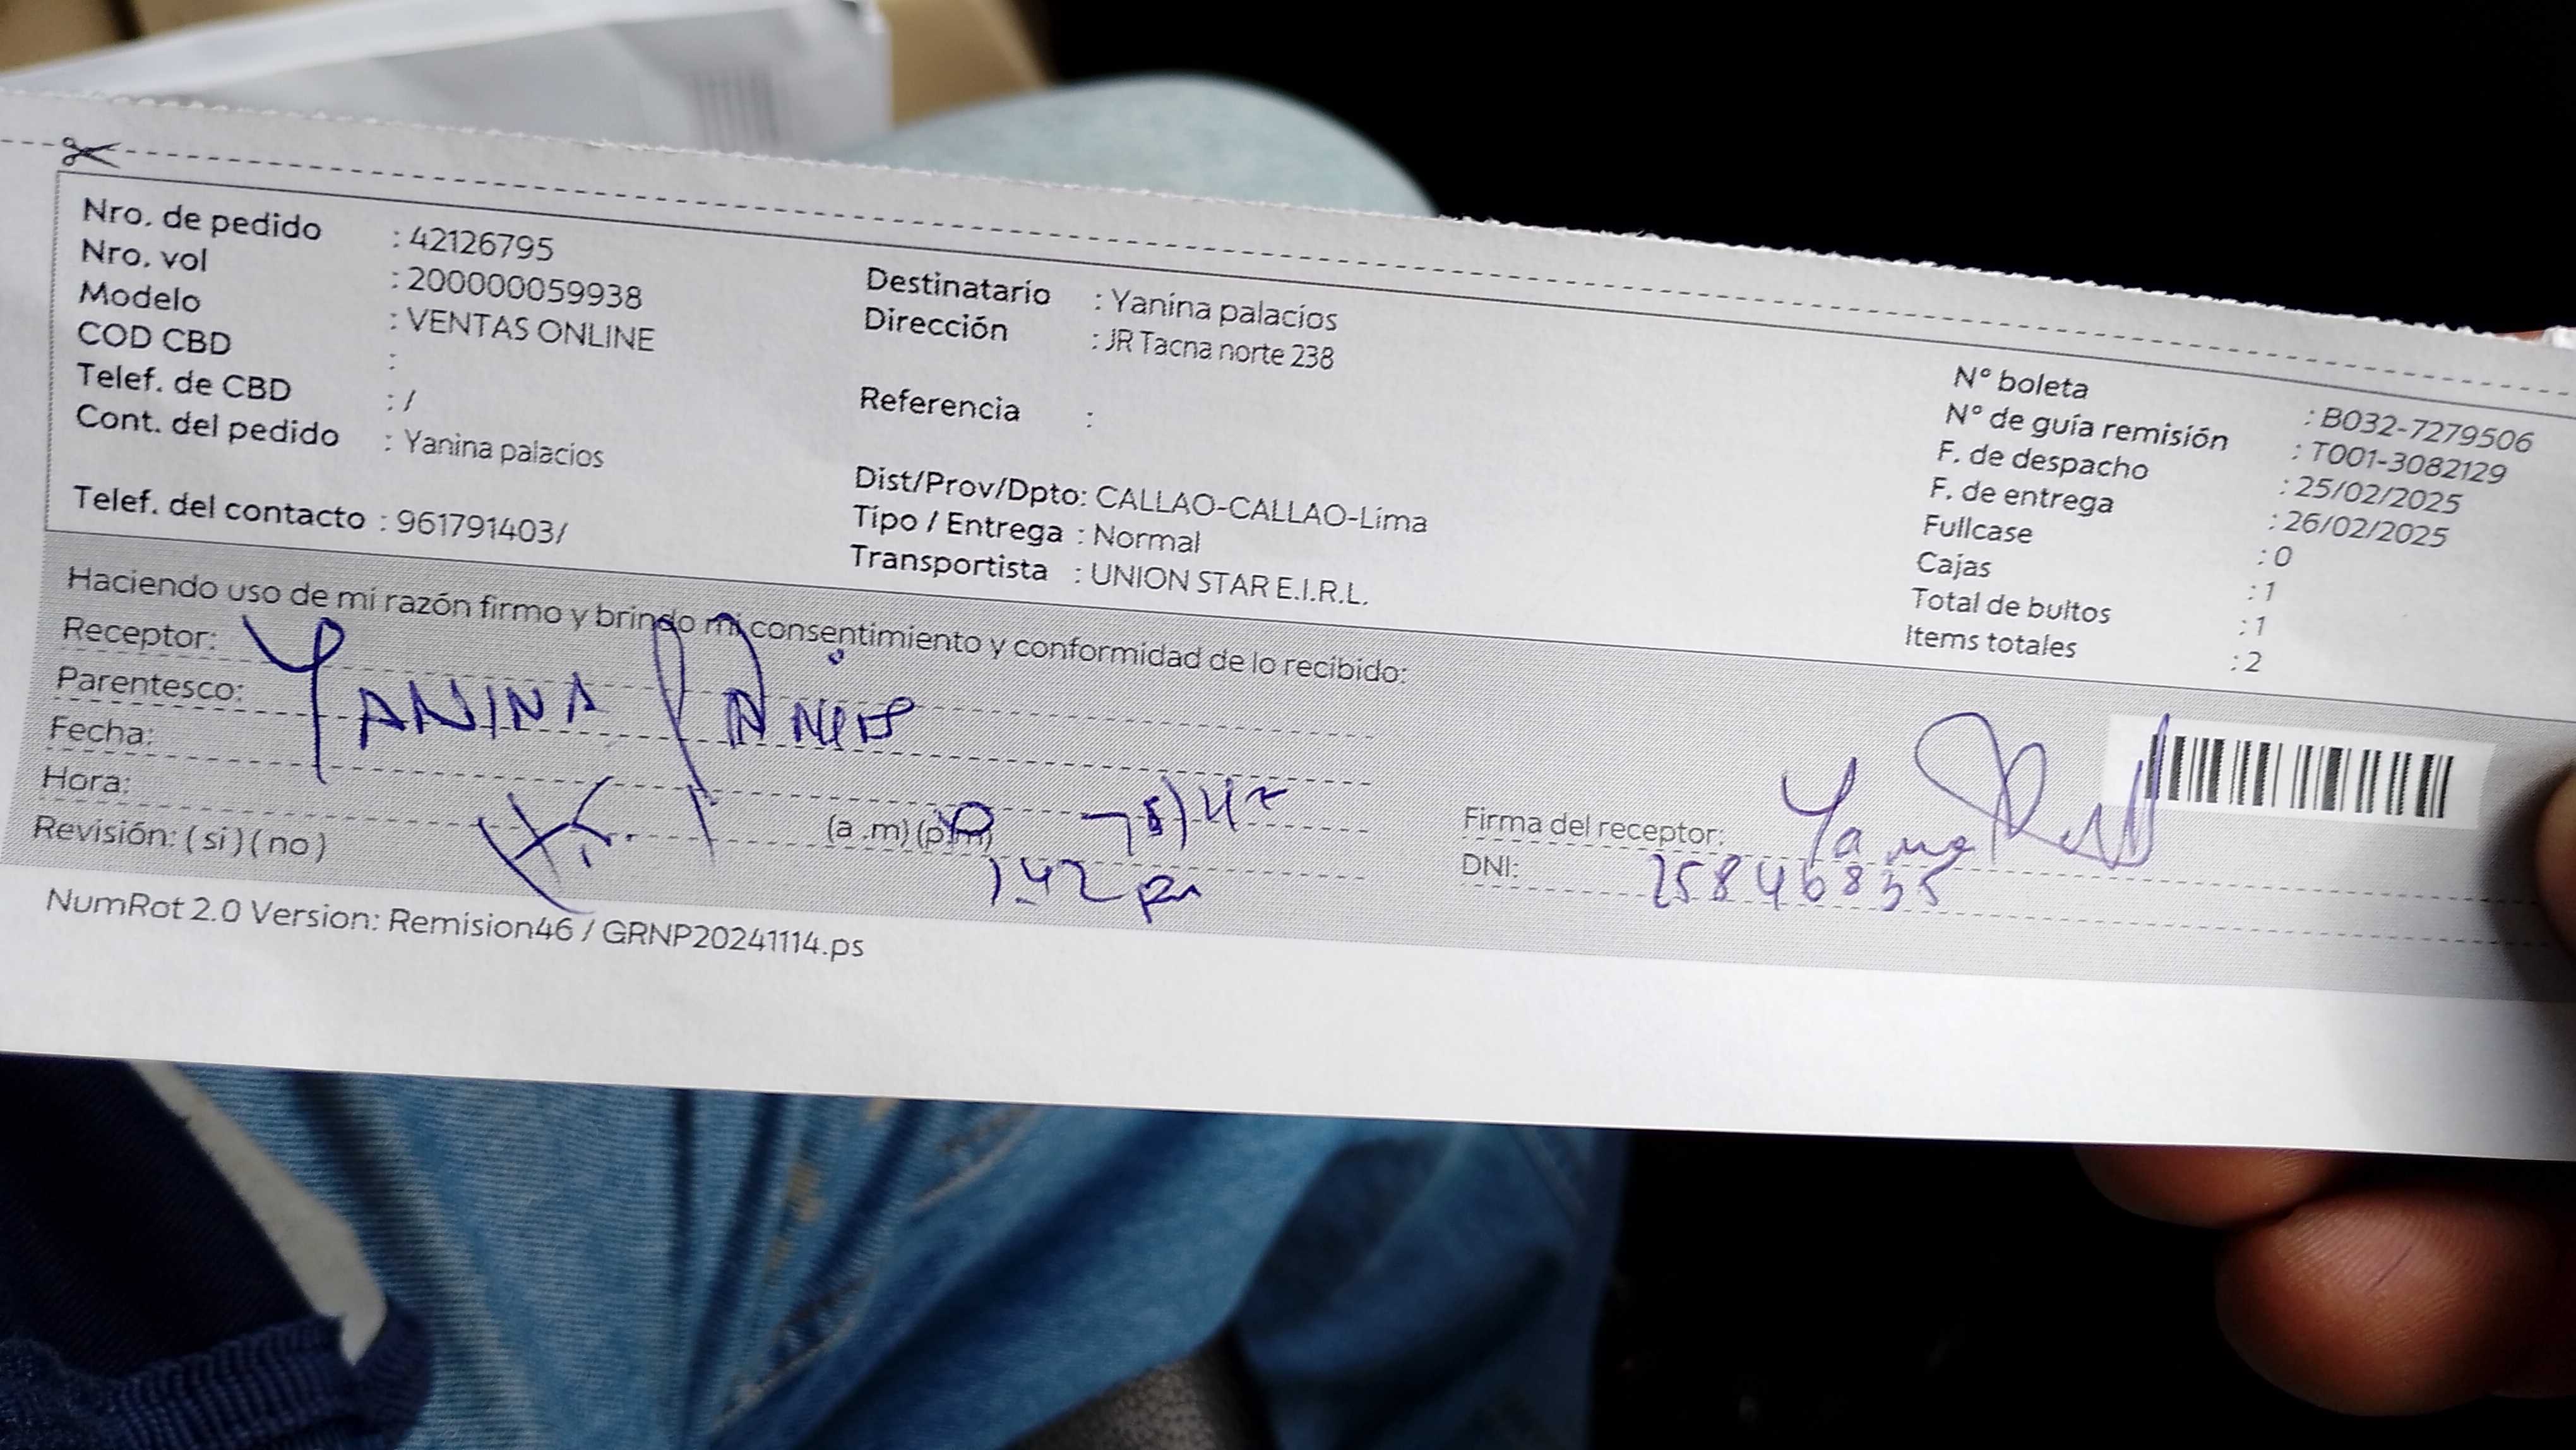 Nro. de pedido : 42126795
Nro. vol : 200000059938
Modelo : VENTAS ONLINE
COD CBD :
Telef. de CBD : /
Cont. del pedido : Yanina palacios
Telef. del contacto : 961791403/
Destinatario : Yanina palacios
Dirección : JR Tacna norte 238
Referencia :
Dist/Prov/Dpto: CALLAO-CALLAO-Lima
Tipo / Entrega : Normal
Transportista : UNION STAR E.I.R.L.
N° boleta : B032-7279506
N° de guía remisión : T001-3082129
F. de despacho : 25/02/2025
F. de entrega : 26/02/2025
Fullcase : 0
Cajas : 1
Total de bultos : 1
Items totales : 2
Haciendo uso de mi razón firmo y brindo mi consentimiento y conformidad de lo recibido:
Receptor: YANINA
Parentesco:
Fecha:
Hora: (a .m) (p.m)
1.42 pm
Revisión: ( si ) ( no )
Firma del receptor:
DNI: 25846835
NumRot 2.0 Version: Remision46 / GRNP20241114.ps